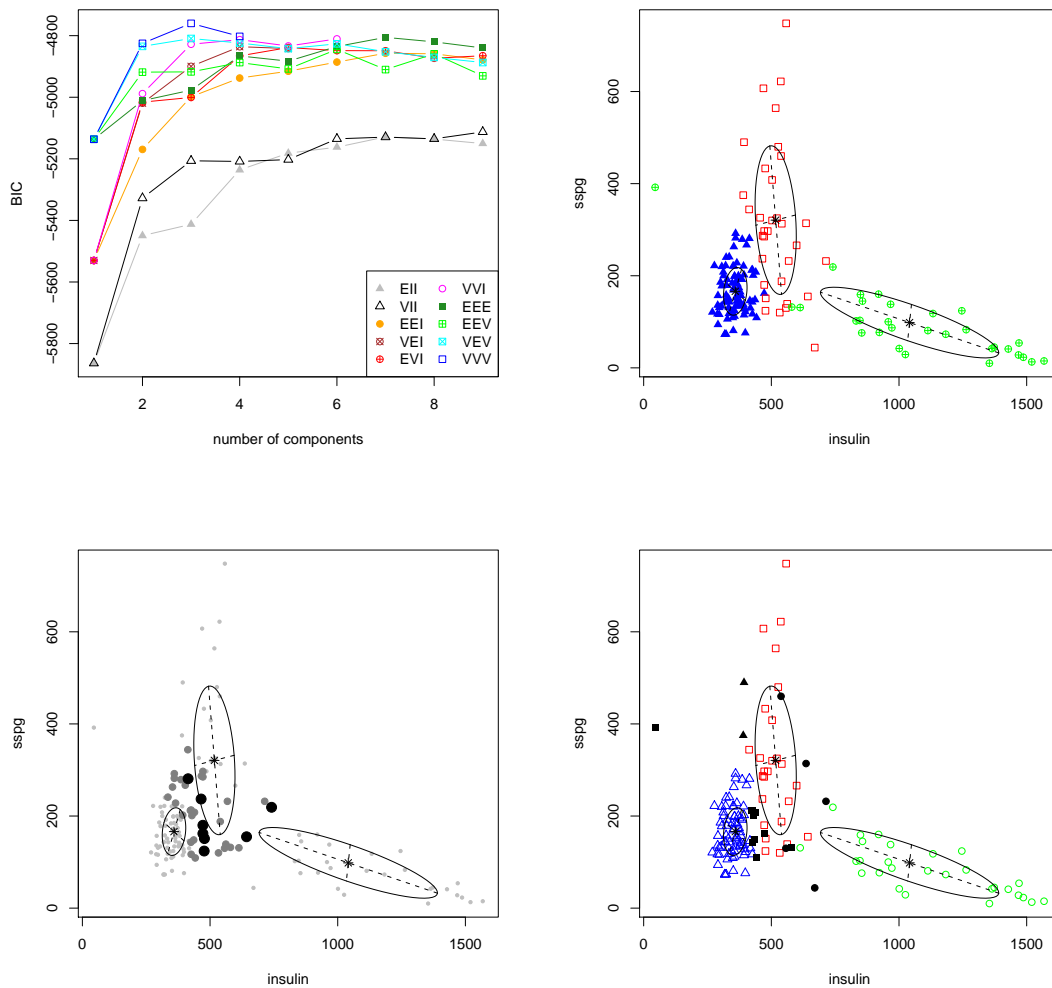 -4800
-5000
-5200
-5400
-5600
-5800
BIC
EII
VII
EEI
VEI
EVI
VVI
EEE
EEV
VEV
VVV
2
4
6
8
number of components
600
400
200
0
sspg
0
500
1000
1500
insulin
600
400
200
0
sspg
0
500
1000
1500
insulin
600
400
200
0
sspg
0
500
1000
1500
insulin